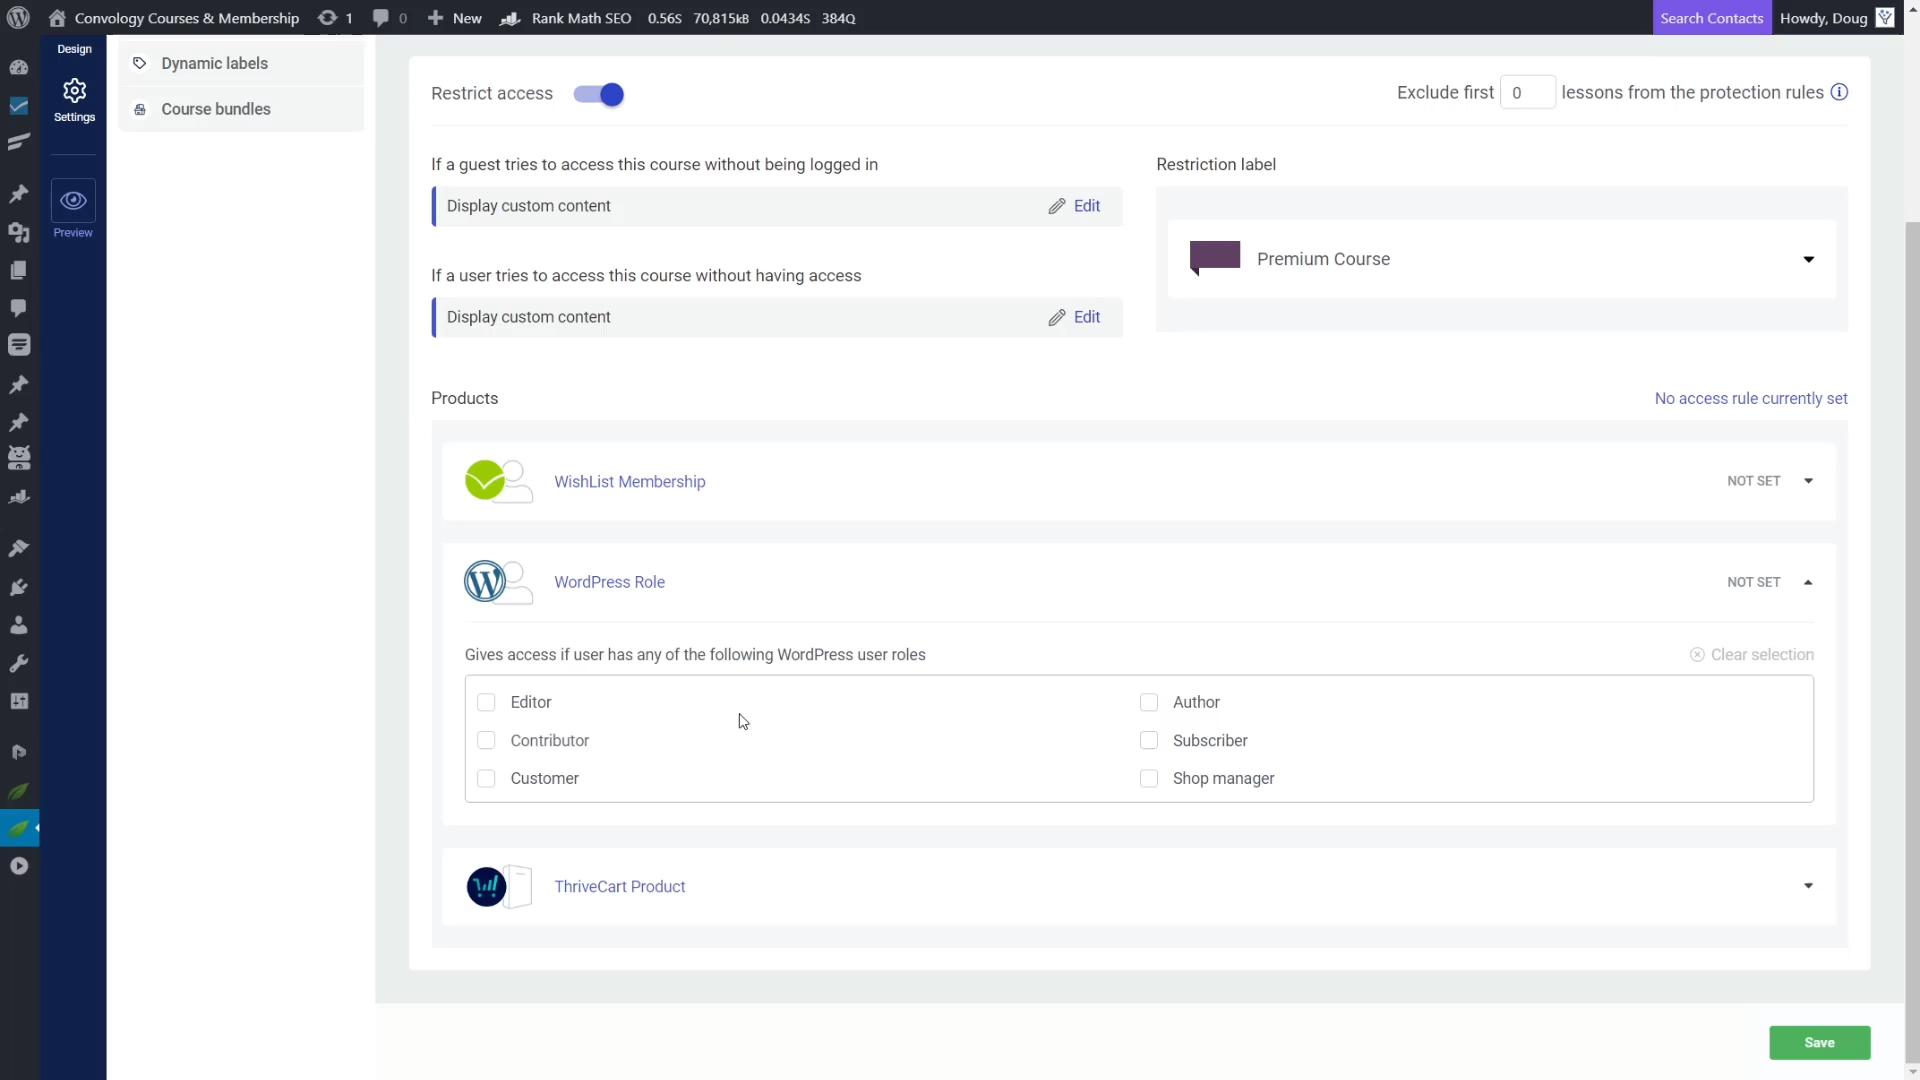 Convology Courses & Membership 1 0 New Rank Math SEO 0.56S 70,815KB 0.0434S 384Q Search Contacts Howdy, Doug
Design
Dynamic labels
Settings
Course bundles
Preview
Restrict access
Exclude first 0 lessons from the protection rules
If a guest tries to access this course without being logged in
Display custom content Edit
Restriction label
Premium Course
If a user tries to access this course without having access
Display custom content Edit
Products
No access rule currently set
WishList Membership NOT SET
WordPress Role NOT SET
Gives access if user has any of the following WordPress user roles
Clear selection
Editor Author
Contributor Subscriber
Customer Shop manager
ThriveCart Product
Save